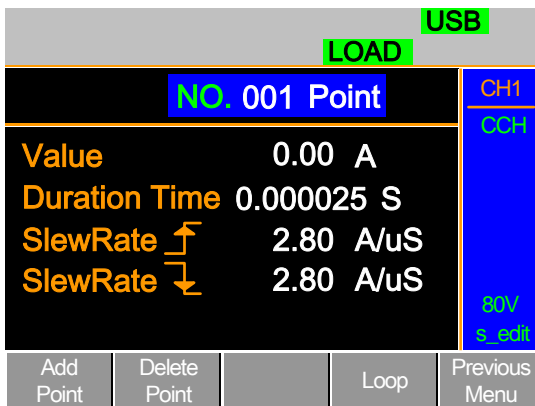 USB
LOAD
NO. 001 Point
CH1
CCH
Value 0.00 A
Duration Time 0.000025 S
SlewRate 2.80 A/uS
SlewRate 2.80 A/uS
80V
s_edit
Add Point
Delete Point
Loop
Previous Menu